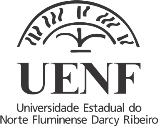 UENF
Universidade Estadual do
Norte Fluminense Darcy Ribeiro